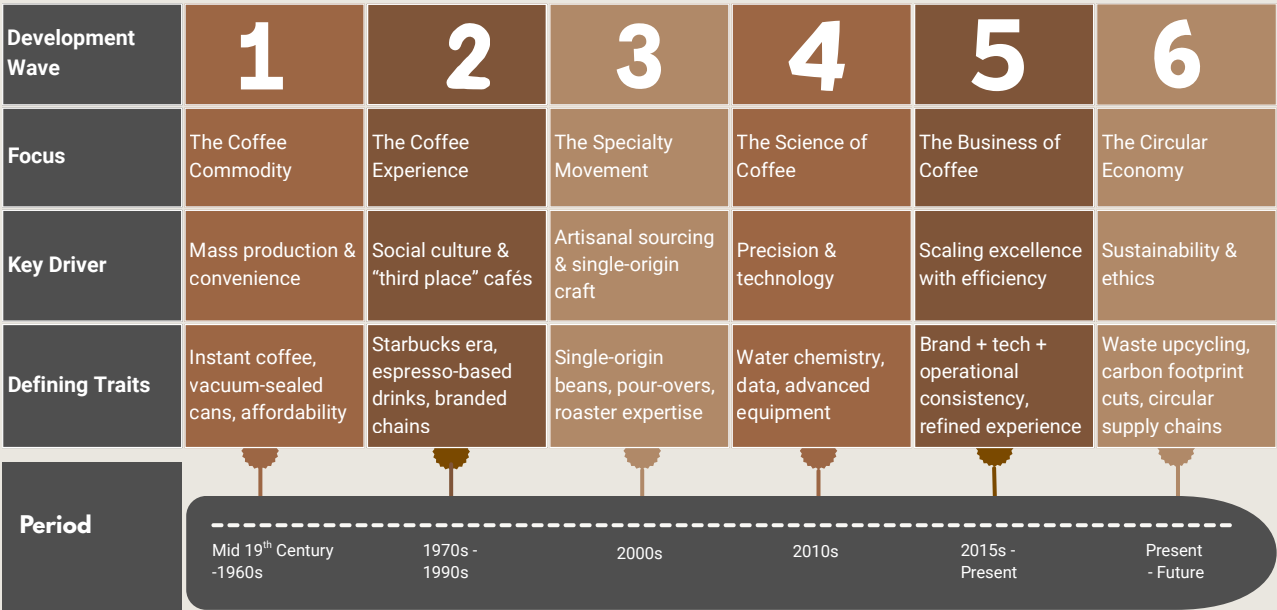 Development
Wave
1
2
3
4
5
6
Focus
The Coffee
Commodity
The Coffee
Experience
The Specialty
Movement
The Science of
Coffee
The Business of
Coffee
The Circular
Economy
Key Driver
Mass production &
convenience
Social culture &
“third place” cafés
Artisanal sourcing
& single-origin
craft
Precision &
technology
Scaling excellence
with efficiency
Sustainability &
ethics
Defining Traits
Instant coffee,
vacuum-sealed
cans, affordability
Starbucks era,
espresso-based
drinks, branded
chains
Single-origin
beans, pour-overs,
roaster expertise
Water chemistry,
data, advanced
equipment
Brand + tech +
operational
consistency,
refined experience
Waste upcycling,
carbon footprint
cuts, circular
supply chains
Period
Mid 19th Century
-1960s
1970s -
1990s
2000s
2010s
2015s -
Present
Present
- Future